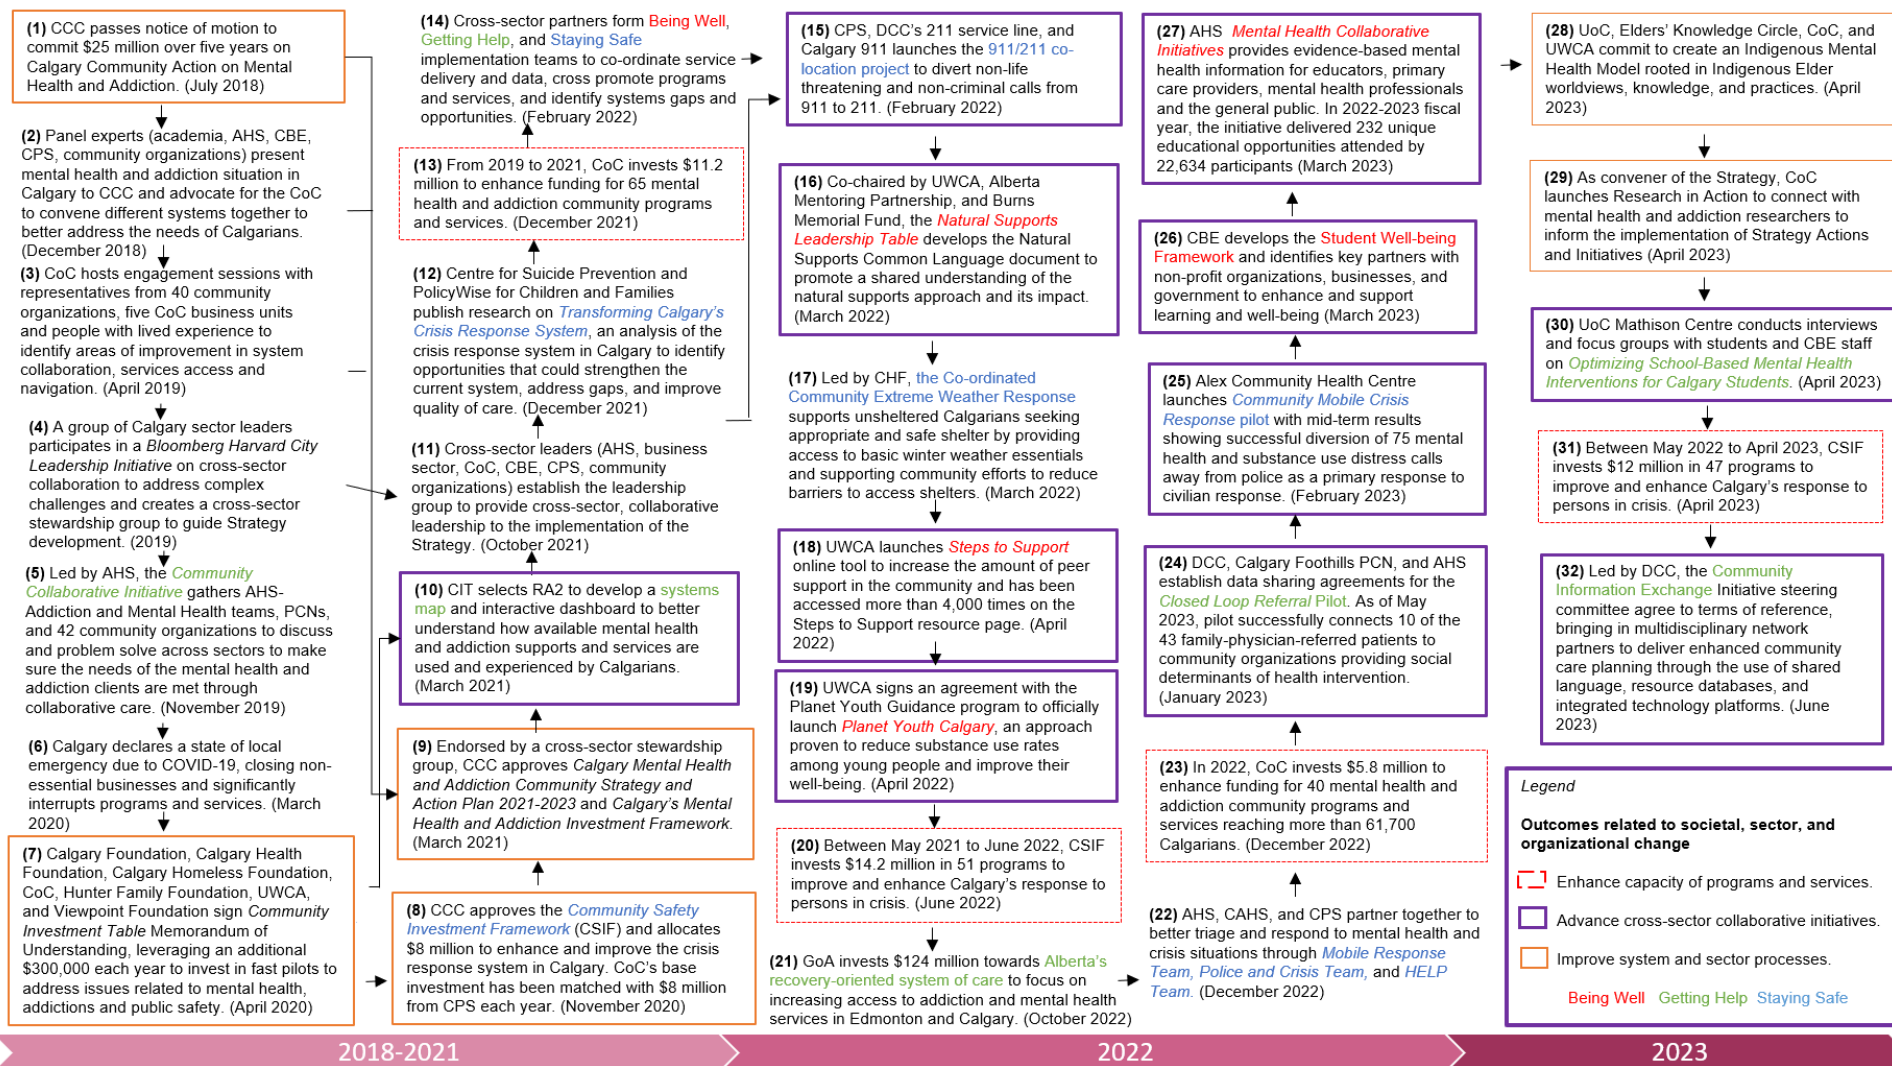 (1) CCC passes notice of motion to
commit $25 million over five years on
Calgary Community Action on Mental
Health and Addiction. (July 2018)
(2) Panel experts (academia, AHS, CBE,
CPS, community organizations) present
mental health and addiction situation in
Calgary to CCC and advocate for the CoC
to convene different systems together to
better address the needs of Calgarians.
(December 2018)
(3) CoC hosts engagement sessions with
representatives from 40 community
organizations, five CoC business units
and people with lived experience to
identify areas of improvement in system
collaboration, services access and
navigation. (April 2019)
(4) A group of Calgary sector leaders
participates in a Bloomberg Harvard City
Leadership Initiative on cross-sector
collaboration to address complex
challenges and creates a cross-sector
stewardship group to guide Strategy
development. (2019)
(5) Led by AHS, the Community
Collaborative Initiative gathers AHS-
Addiction and Mental Health teams, PCNs,
and 42 community organizations to discuss
and problem solve across sectors to make
sure the needs of the mental health and
addiction clients are met through
collaborative care. (November 2019)
(6) Calgary declares a state of local
emergency due to COVID-19, closing non-
essential businesses and significantly
interrupts programs and services. (March
2020)
(7) Calgary Foundation, Calgary Health
Foundation, Calgary Homeless Foundation,
CoC, Hunter Family Foundation, UWCA,
and Viewpoint Foundation sign Community
Investment Table Memorandum of
Understanding, leveraging an additional
$300,000 each year to invest in fast pilots to
address issues related to mental health,
addictions and public safety. (April 2020)
(14) Cross-sector partners form Being Well,
Getting Help, and Staying Safe
implementation teams to co-ordinate service
delivery and data, cross promote programs
and services, and identify systems gaps and
opportunities. (February 2022)
(13) From 2019 to 2021, CoC invests $11.2
million to enhance funding for 65 mental
health and addiction community programs
and services. (December 2021)
(12) Centre for Suicide Prevention and
PolicyWise for Children and Families
publish research on Transforming Calgary's
Crisis Response System, an analysis of the
crisis response system in Calgary to identify
opportunities that could strengthen the
current system, address gaps, and improve
quality of care. (December 2021)
(11) Cross-sector leaders (AHS, business
sector, CoC, CBE, CPS, community
organizations) establish the leadership
group to provide cross-sector, collaborative
leadership to the implementation of the
Strategy. (October 2021)
(10) CIT selects RA2 to develop a systems
map and interactive dashboard to better
understand how available mental health
and addiction supports and services are
used and experienced by Calgarians.
(March 2021)
(9) Endorsed by a cross-sector stewardship
group, CCC approves Calgary Mental Health
and Addiction Community Strategy and
Action Plan 2021-2023 and Calgary's Mental
Health and Addiction Investment Framework.
(March 2021)
(8) CCC approves the Community Safety
Investment Framework (CSIF) and allocates
$8 million to enhance and improve the crisis
response system in Calgary. CoC's base
investment has been matched with $8 million
from CPS each year. (November 2020)
(15) CPS, DCC's 211 service line, and
Calgary 911 launches the 911/211 co-
location project to divert non-life
threatening and non-criminal calls from
911 to 211. (February 2022)
(16) Co-chaired by UWCA, Alberta
Mentoring Partnership, and Burns
Memorial Fund, the Natural Supports
Leadership Table develops the Natural
Supports Common Language document to
promote a shared understanding of the
natural supports approach and its impact.
(March 2022)
(17) Led by CHF, the Co-ordinated
Community Extreme Weather Response
supports unsheltered Calgarians seeking
appropriate and safe shelter by providing
access to basic winter weather essentials
and supporting community efforts to reduce
barriers to access shelters. (March 2022)
(18) UWCA launches Steps to Support
online tool to increase the amount of peer
support in the community and has been
accessed more than 4,000 times on the
Steps to Support resource page. (April
2022)
(19) UWCA signs an agreement with the
Planet Youth Guidance program to officially
launch Planet Youth Calgary, an approach
proven to reduce substance use rates
among young people and improve their
well-being. (April 2022)
(20) Between May 2021 to June 2022, CSIF
invests $14.2 million in 51 programs to
improve and enhance Calgary's response to
persons in crisis. (June 2022)
(21) GoA invests $124 million towards Alberta's
recovery-oriented system of care to focus on
increasing access to addiction and mental health
services in Edmonton and Calgary. (October 2022)
(27) AHS Mental Health Collaborative
Initiatives provides evidence-based mental
health information for educators, primary
care providers, mental health professionals
and the general public. In 2022-2023 fiscal
year, the initiative delivered 232 unique
educational opportunities attended by
22,634 participants (March 2023)
(26) CBE develops the Student Well-being
Framework and identifies key partners with
non-profit organizations, businesses, and
government to enhance and support
learning and well-being (March 2023)
(25) Alex Community Health Centre
launches Community Mobile Crisis
Response pilot with mid-term results
showing successful diversion of 75 mental
health and substance use distress calls
away from police as a primary response to
civilian response. (February 2023)
(24) DCC, Calgary Foothills PCN, and AHS
establish data sharing agreements for the
Closed Loop Referral Pilot. As of May
2023, pilot successfully connects 10 of the
43 family-physician-referred patients to
community organizations providing social
determinants of health intervention.
(January 2023)
(23) In 2022, CoC invests $5.8 million to
enhance funding for 40 mental health and
addiction community programs and
services reaching more than 61,700
Calgarians. (December 2022)
(22) AHS, CAHS, and CPS partner together to
better triage and respond to mental health and
crisis situations through Mobile Response
Team, Police and Crisis Team, and HELP
Team. (December 2022)
(28) UoC, Elders' Knowledge Circle, CoC, and
UWCA commit to create an Indigenous Mental
Health Model rooted in Indigenous Elder
worldviews, knowledge, and practices. (April
2023)
(29) As convener of the Strategy, CoC
launches Research in Action to connect with
mental health and addiction researchers to
inform the implementation of Strategy Actions
and Initiatives (April 2023)
(30) UoC Mathison Centre conducts interviews
and focus groups with students and CBE staff
on Optimizing School-Based Mental Health
Interventions for Calgary Students. (April 2023)
(31) Between May 2022 to April 2023, CSIF
invests $12 million in 47 programs to
improve and enhance Calgary's response to
persons in crisis. (April 2023)
(32) Led by DCC, the Community
Information Exchange Initiative steering
committee agree to terms of reference,
bringing in multidisciplinary network
partners to deliver enhanced community
care planning through the use of shared
language, resource databases, and
integrated technology platforms. (June
2023)
Legend
Outcomes related to societal, sector, and
organizational change
Enhance capacity of programs and services.
Advance cross-sector collaborative initiatives.
Improve system and sector processes.
Being Well Getting Help Staying Safe
2018-2021
2022
2023